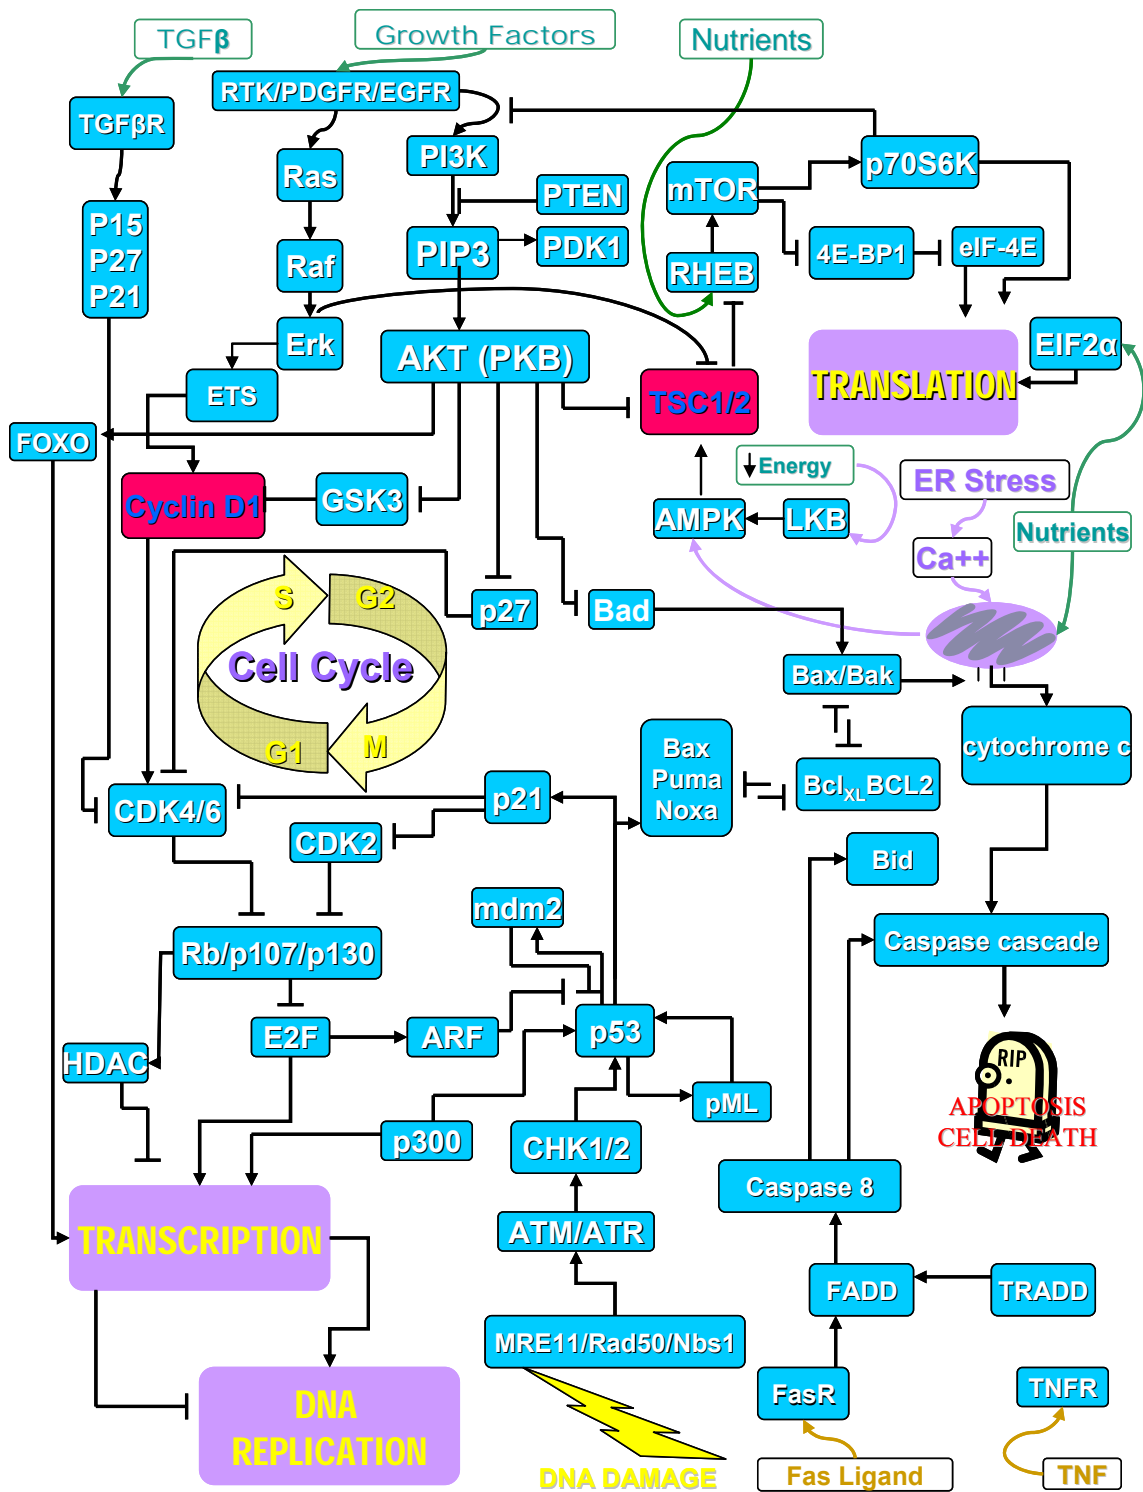 TGFβ
Growth Factors
Nutrients
RTK/PDGFR/EGFR
TGFβR
PI3K
p70S6K
Ras
mTOR
PTEN
P15
P27
P21
PIP3
PDK1
4E-BP1
eIF-4E
Raf
RHEB
Erk
AKT (PKB)
EIF2α
TRANSLATION
ETS
TSC1/2
FOXO
Energy
ER Stress
Cyclin D1
GSK3
AMPK
LKB
Nutrients
Ca++
S
G2
p27
Bad
Cell Cycle
Bax/Bak
G1
M
cytochrome c
Bax
Puma
Noxa
BclXLBCL2
CDK4/6
p21
CDK2
Bid
mdm2
Rb/p107/p130
Caspase cascade
E2F
ARF
p53
HDAC
RIP
pML
APOPTOSIS
CELL DEATH
p300
CHK1/2
Caspase 8
TRANSCRIPTION
ATM/ATR
FADD
TRADD
MRE11/Rad50/Nbs1
FasR
TNFR
DNA
REPLICATION
DNA DAMAGE
Fas Ligand
TNF